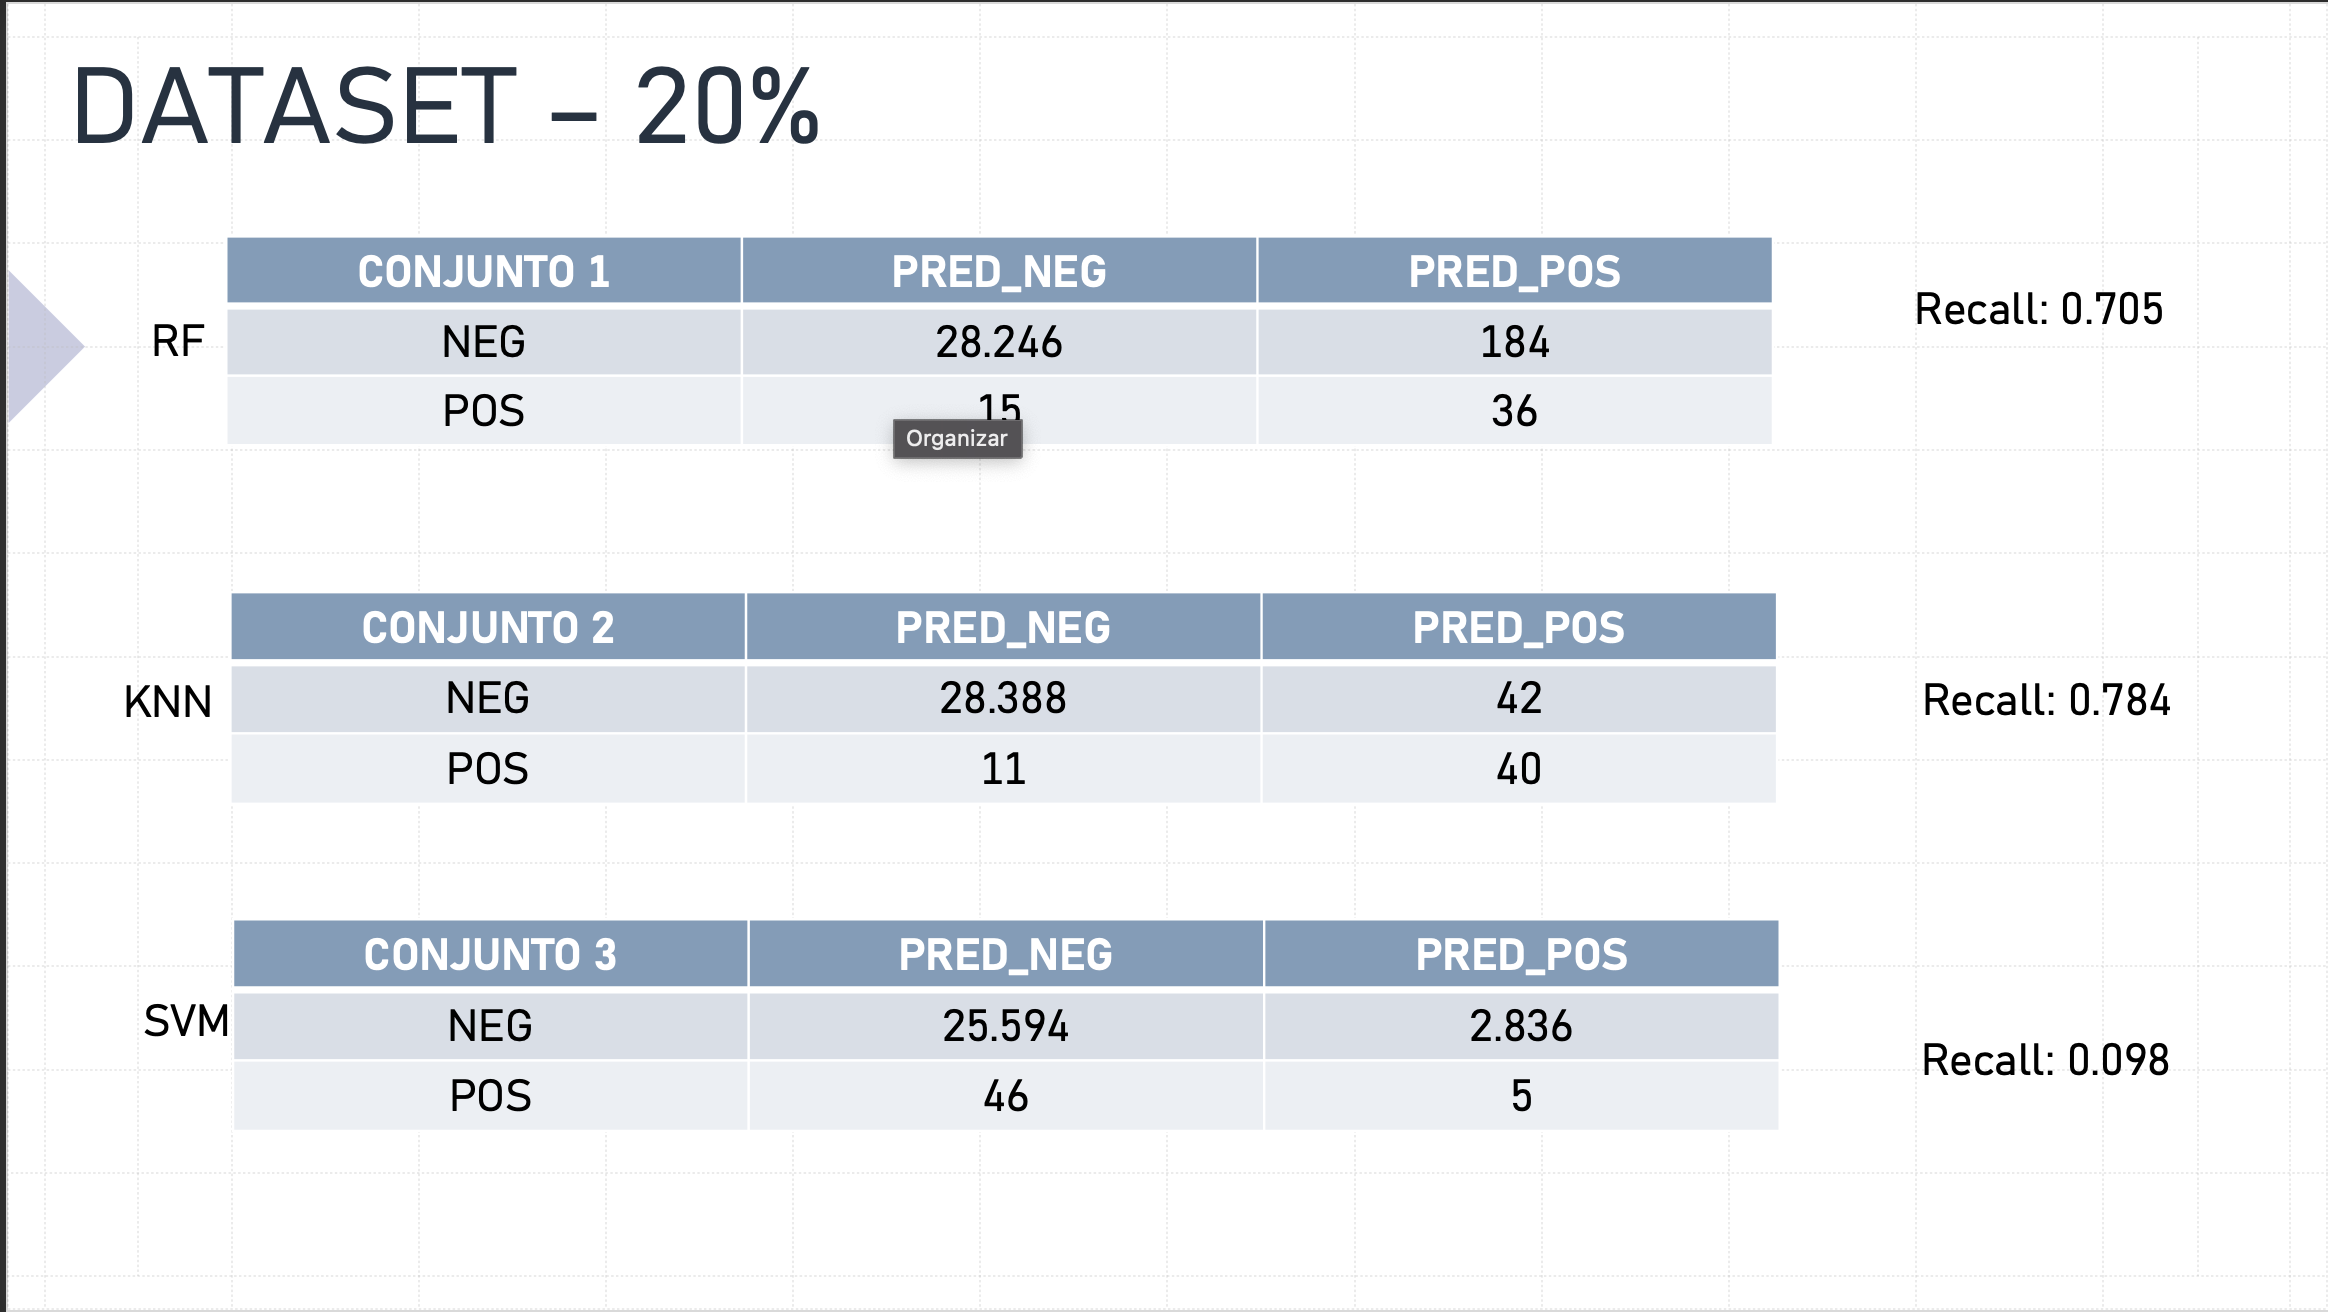 DATASET – 20%
CONJUNTO 1 PRED_NEG PRED_POS
Recall: 0.705
RF NEG 28.246 184
POS 15 36
Organizar
CONJUNTO 2 PRED_NEG PRED_POS
KNN NEG 28.388 42 Recall: 0.784
POS 11 40
CONJUNTO 3 PRED_NEG PRED_POS
SVM NEG 25.594 2.836
Recall: 0.098
POS 46 5